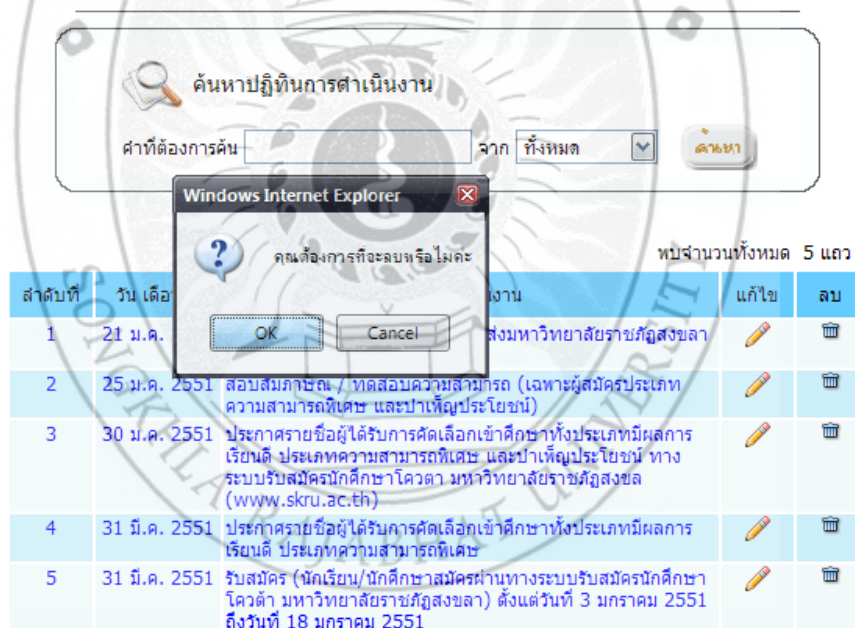 ค้นหาปฏิทินการดำเนินงาน
คำที่ต้องการค้น จาก ทั้งหมด ค้นหา
Windows Internet Explorer
คุณต้องการที่จะลบหรือไม่ค่ะ
OK Cancel
พบจำนวนทั้งหมด 5 แถว
ลำดับที่ วัน เดือ งาน แก้ไข ลบ
1 21 ม.ค. ส่งมหาวิทยาลัยราชภัฏสงขลา
2 25 ม.ค. 2551 สอบสัมภาษณ์ / ทดสอบความสามารถ (เฉพาะผู้สมัครประเภท
ความสามารถพิเศษ และบำเพ็ญประโยชน์)
3 30 ม.ค. 2551 ประกาศรายชื่อผู้ได้รับการคัดเลือกเข้าศึกษาทั้งประเภทมีผลการ
เรียนดี ประเภทความสามารถพิเศษ และบำเพ็ญประโยชน์ ทาง
ระบบรับสมัครนักศึกษาโควตา มหาวิทยาลัยราชภัฏสงขล
(www.skru.ac.th)
4 31 มี.ค. 2551 ประกาศรายชื่อผู้ได้รับการคัดเลือกเข้าศึกษาทั้งประเภทมีผลการ
เรียนดี ประเภทความสามารถพิเศษ
5 31 มี.ค. 2551 รับสมัคร (นักเรียน/นักศึกษาสมัครผ่านทางระบบรับสมัครนักศึกษา
โควต้า มหาวิทยาลัยราชภัฏสงขลา) ตั้งแต่วันที่ 3 มกราคม 2551
ถึงวันที่ 18 มกราคม 2551
SONGKHLA RAJABHAT UNIVERSITY